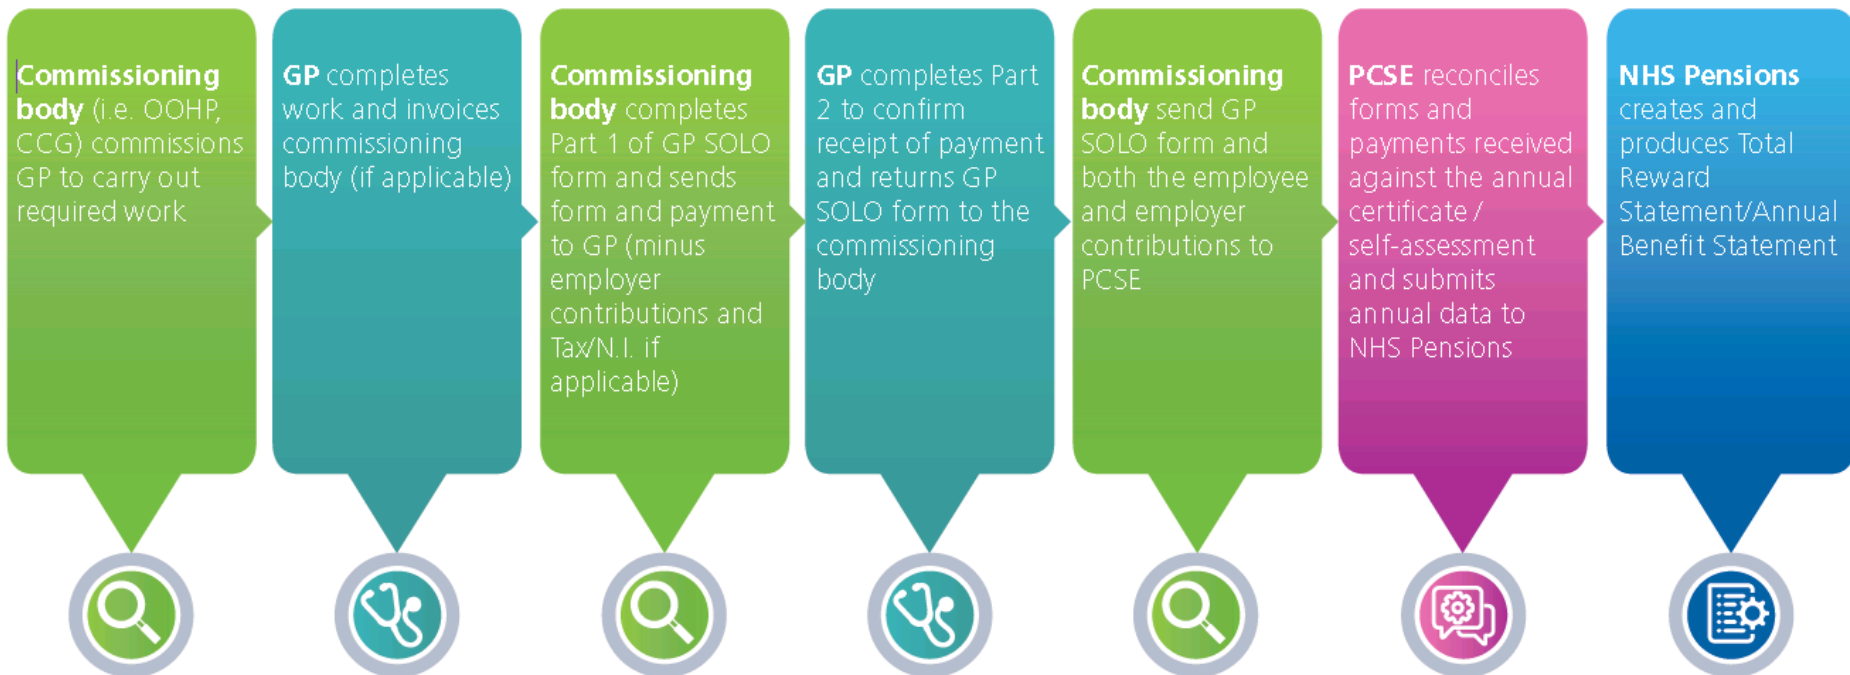 Commissioning
body (i.e. OOHP,
CCG) commissions
GP to carry out
required work
GP completes
work and invoices
commissioning
body (if applicable)
Commissioning
body completes
Part 1 of GP SOLO
form and sends
form and payment
to GP (minus
employer
contributions and
Tax/N.I. if
applicable)
GP completes Part
2 to confirm
receipt of payment
and returns GP
SOLO form to the
commissioning
body
Commissioning
body send GP
SOLO form and
both the employee
and employer
contributions to
PCSE
PCSE reconciles
forms and
payments received
against the annual
certificate /
self-assessment
and submits
annual data to
NHS Pensions
NHS Pensions
creates and
produces Total
Reward
Statement/Annual
Benefit Statement